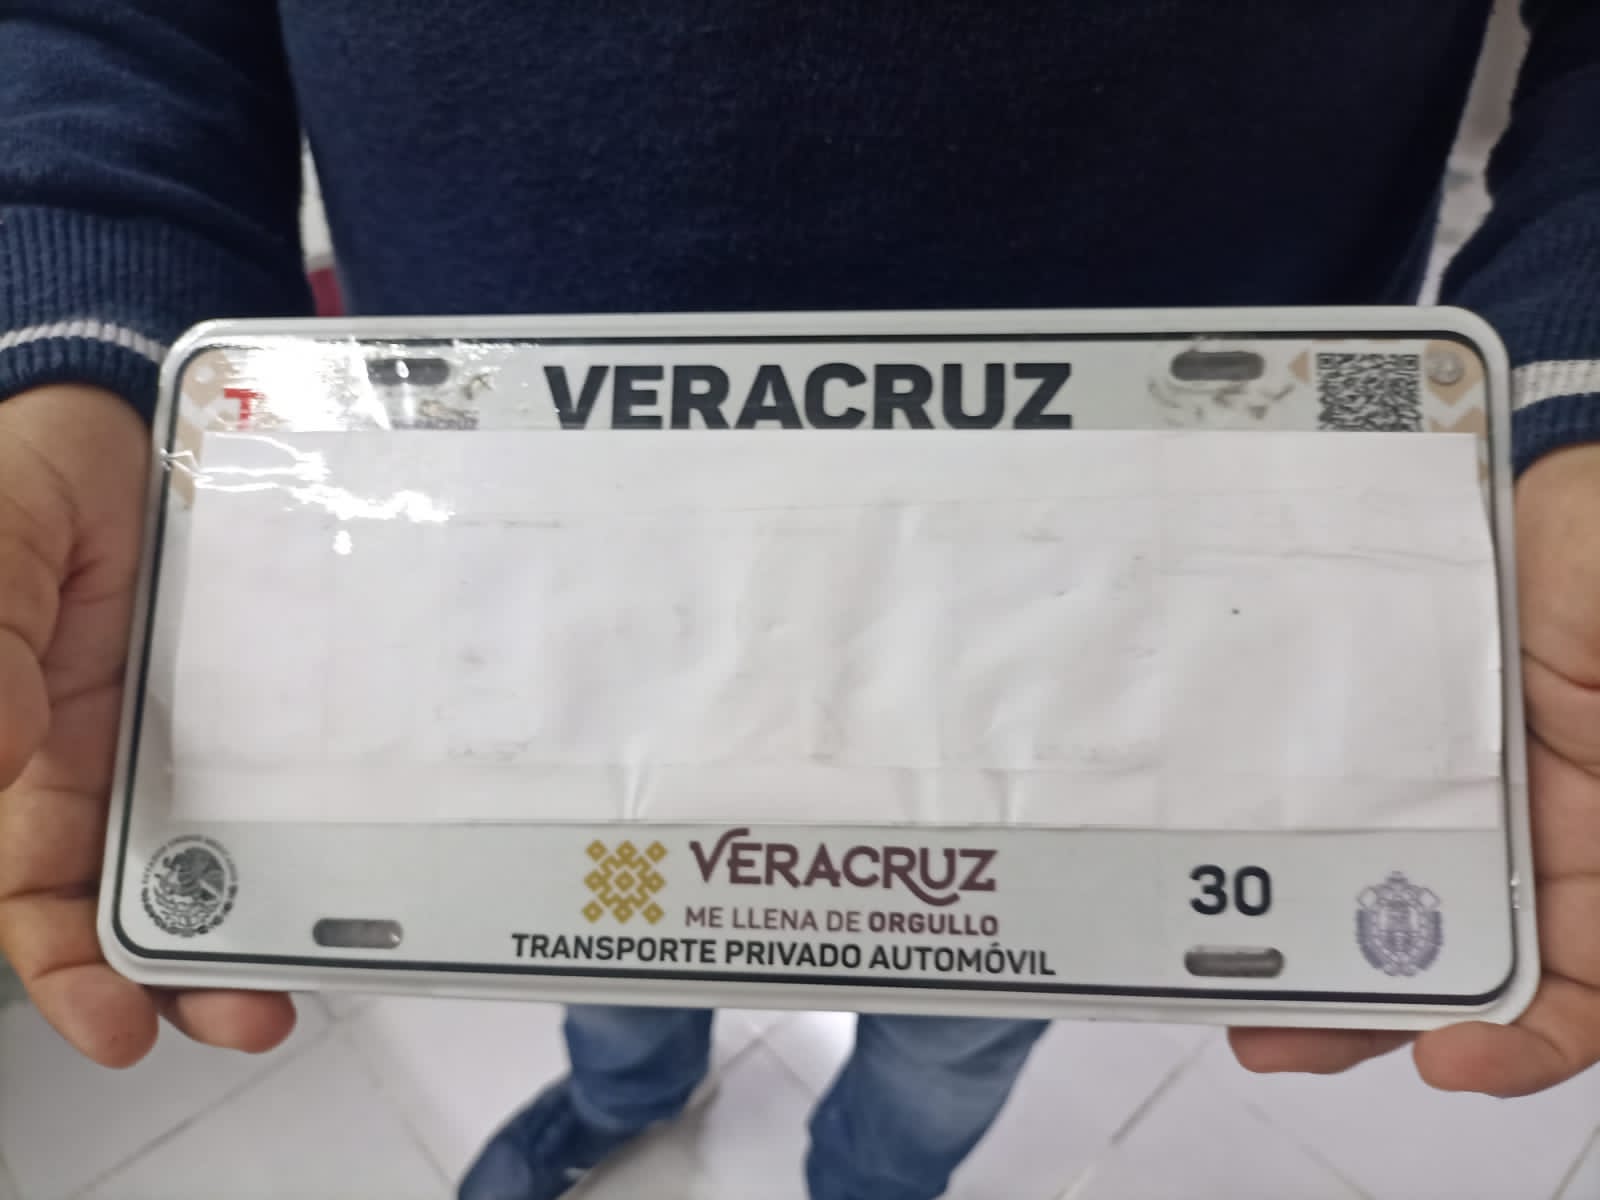 VERACRUZ
VERACRUZ
ME LLENA DE ORGULLO
30
TRANSPORTE PRIVADO AUTOMÓVIL